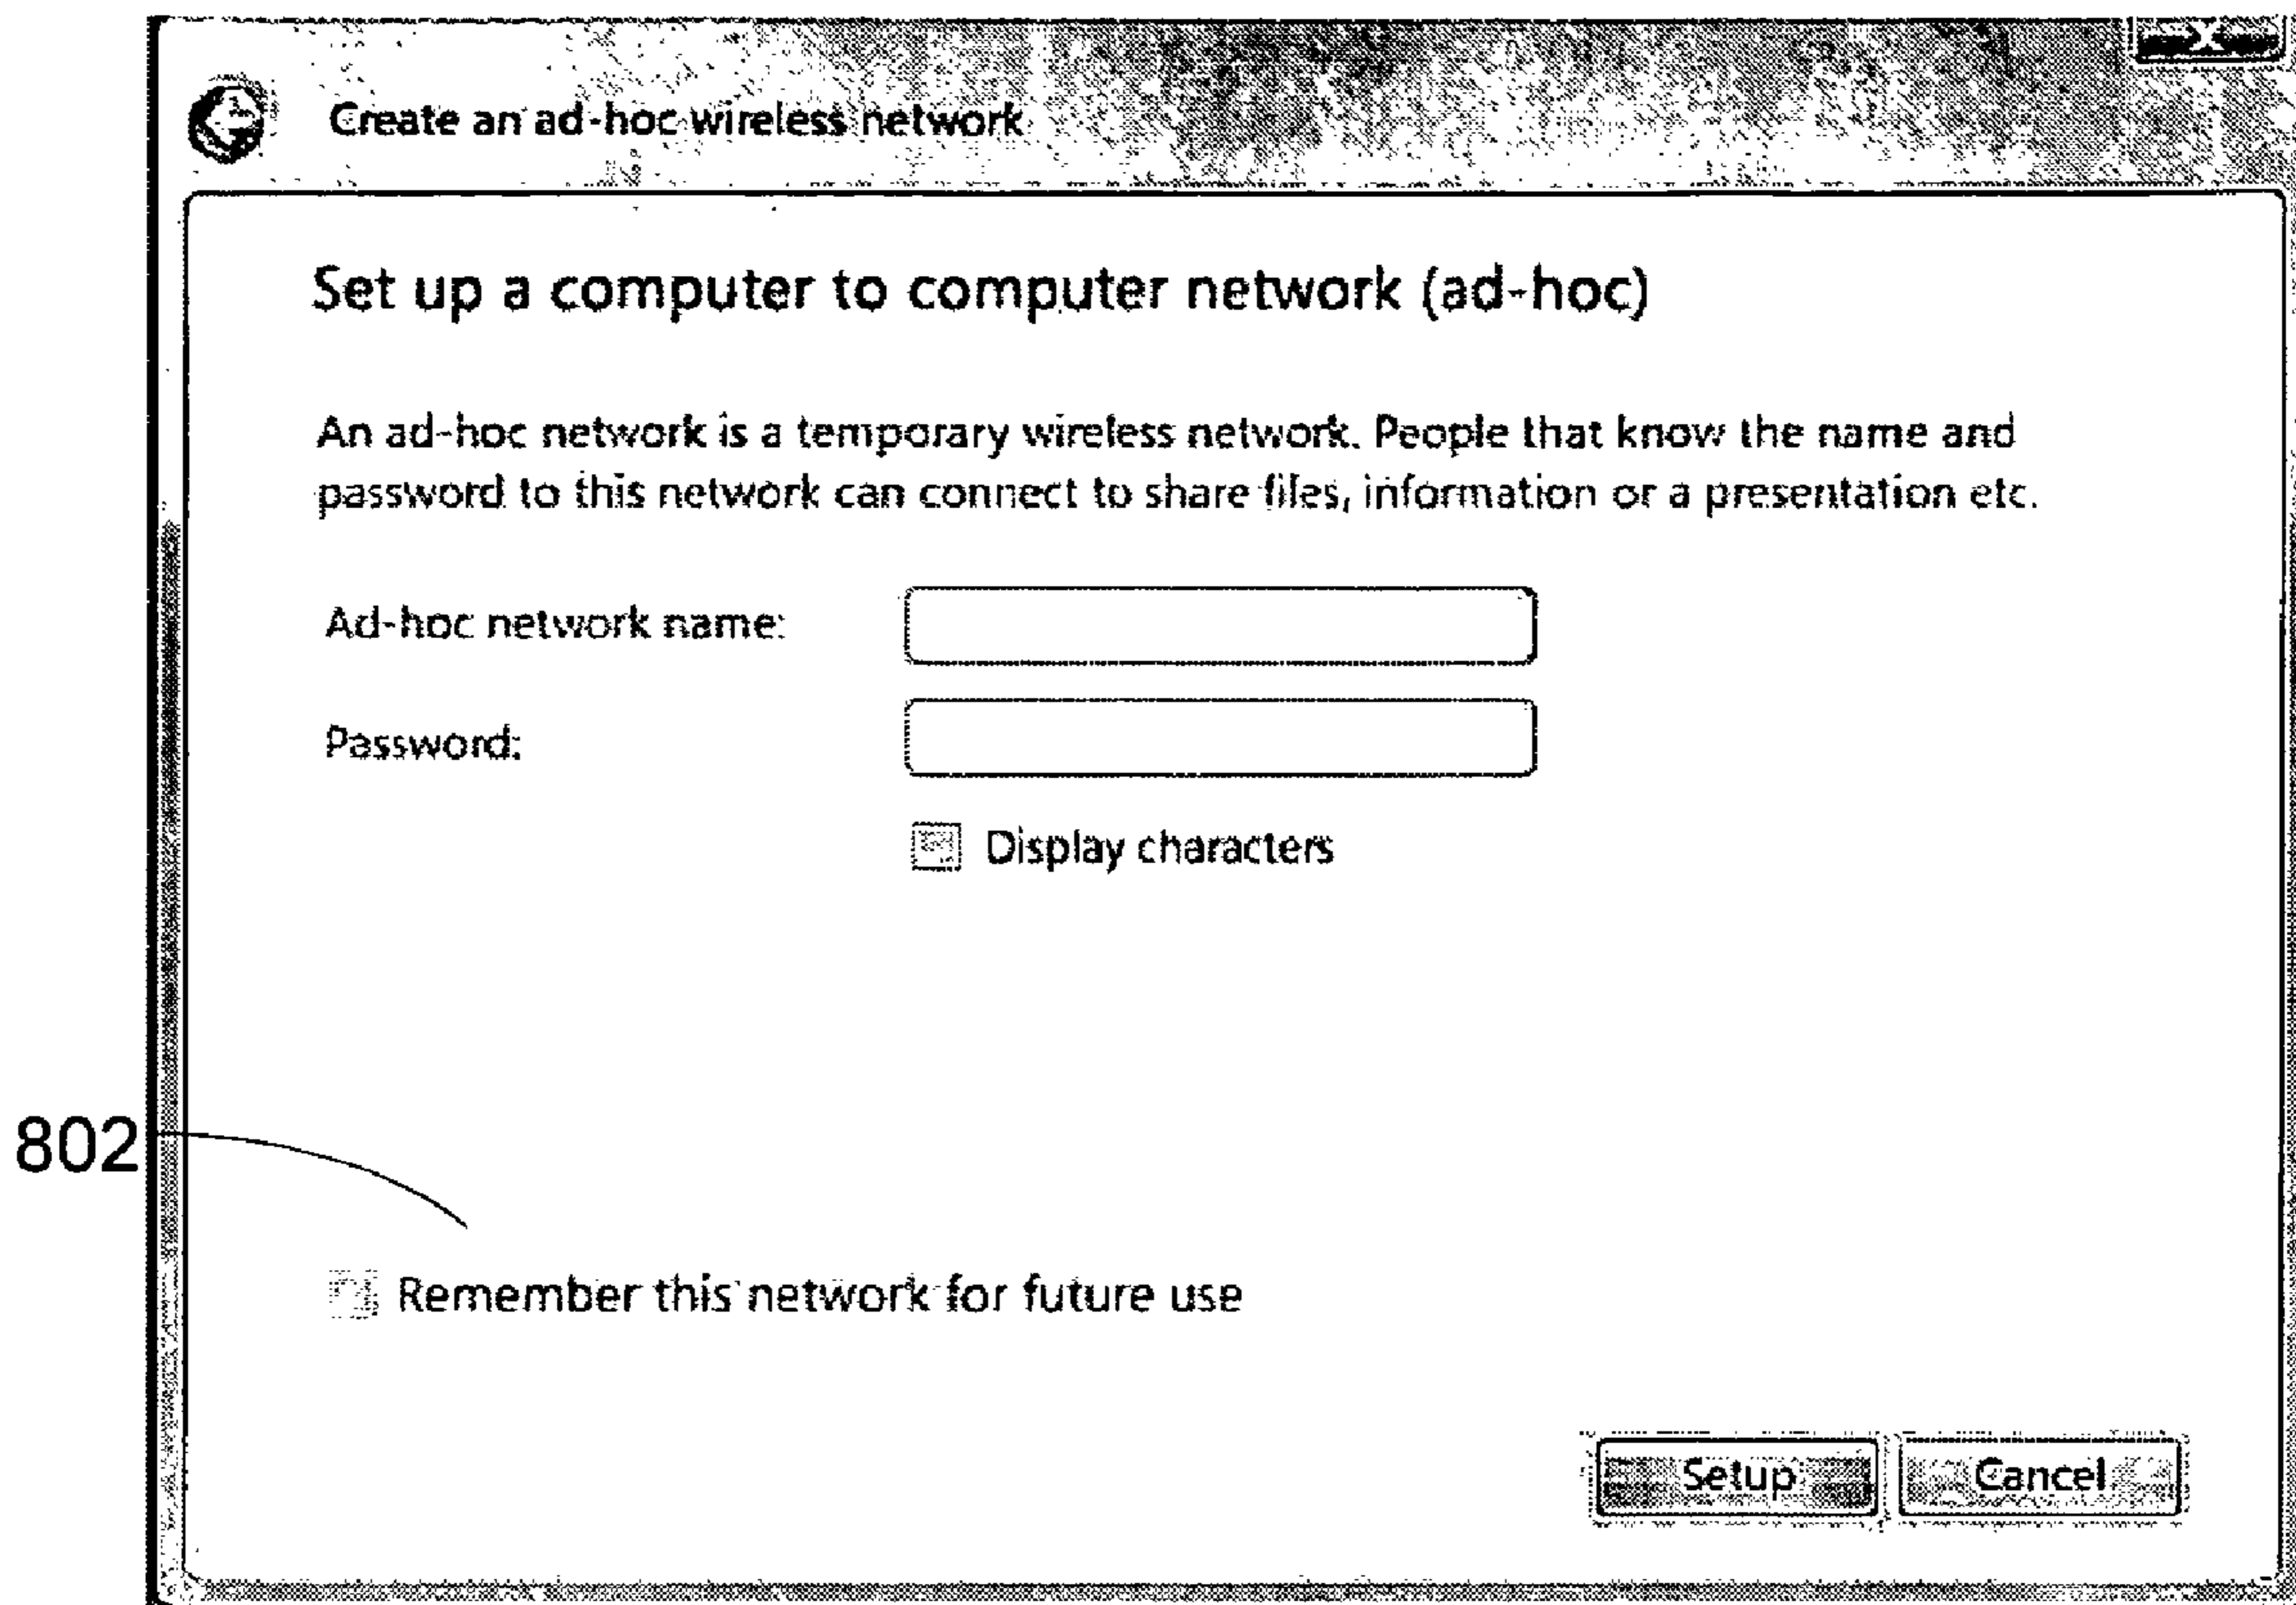 X
Create an ad-hoc wireless network
Set up a computer to computer network (ad-hoc)
An ad-hoc network is a temporary wireless network. People that know the name and
password to this network can connect to share files, information or a presentation etc.
Ad-hoc network name:
Password:
Display characters
802
Remember this network for future use
Setup
Cancel